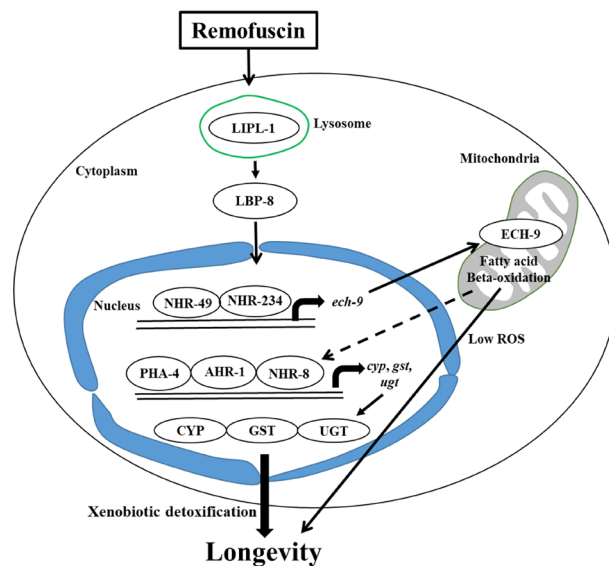 Remofuscin
LIPL-1
Lysosome
Cytoplasm
Mitochondria
LBP-8
ECH-9
Fatty acid
Beta-oxidation
Nucleus
NHR-49
NHR-234
ech-9
Low ROS
PHA-4
AHR-1
NHR-8
cyp, gst,
ugt
CYP
GST
UGT
Xenobiotic detoxification
Longevity